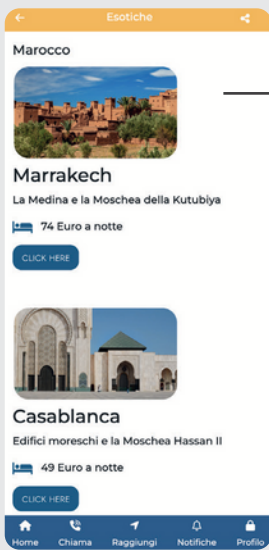 Esotiche
Marocco
Marrakech
La Medina e la Moschea della Kutubiya
74 Euro a notte
CLICK HERE
Casablanca
Edifici moreschi e la Moschea Hassan II
49 Euro a notte
CLICK HERE
Home Chiama Raggiungi Notifiche Profilo